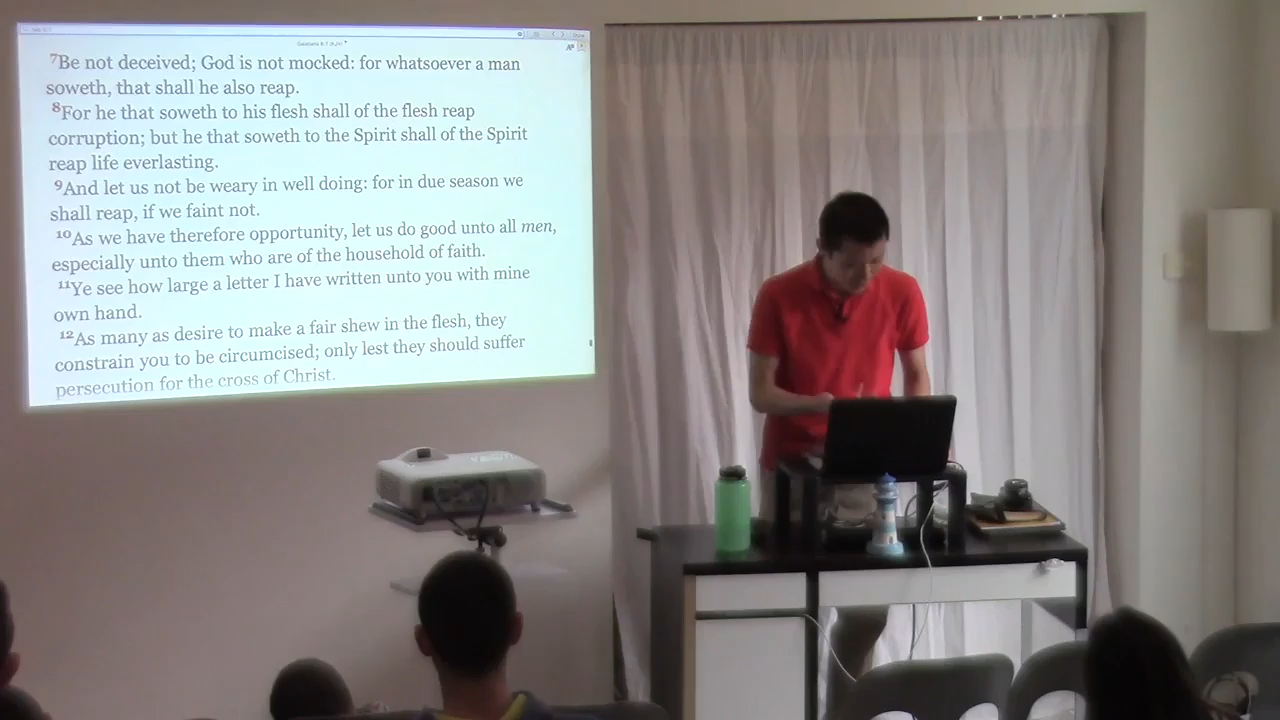 ⁷Be not deceived; God is not mocked: for whatsoever a man
soweth, that shall he also reap.
⁸For he that soweth to his flesh shall of the flesh reap
corruption; but he that soweth to the Spirit shall of the Spirit
reap life everlasting.
⁹And let us not be weary in well doing: for in due season we
shall reap, if we faint not.
¹⁰As we have therefore opportunity, let us do good unto all men,
especially unto them who are of the household of faith.
¹¹Ye see how large a letter I have written unto you with mine
own hand.
¹²As many as desire to make a fair shew in the flesh, they
constrain you to be circumcised; only lest they should suffer
persecution for the cross of Christ.